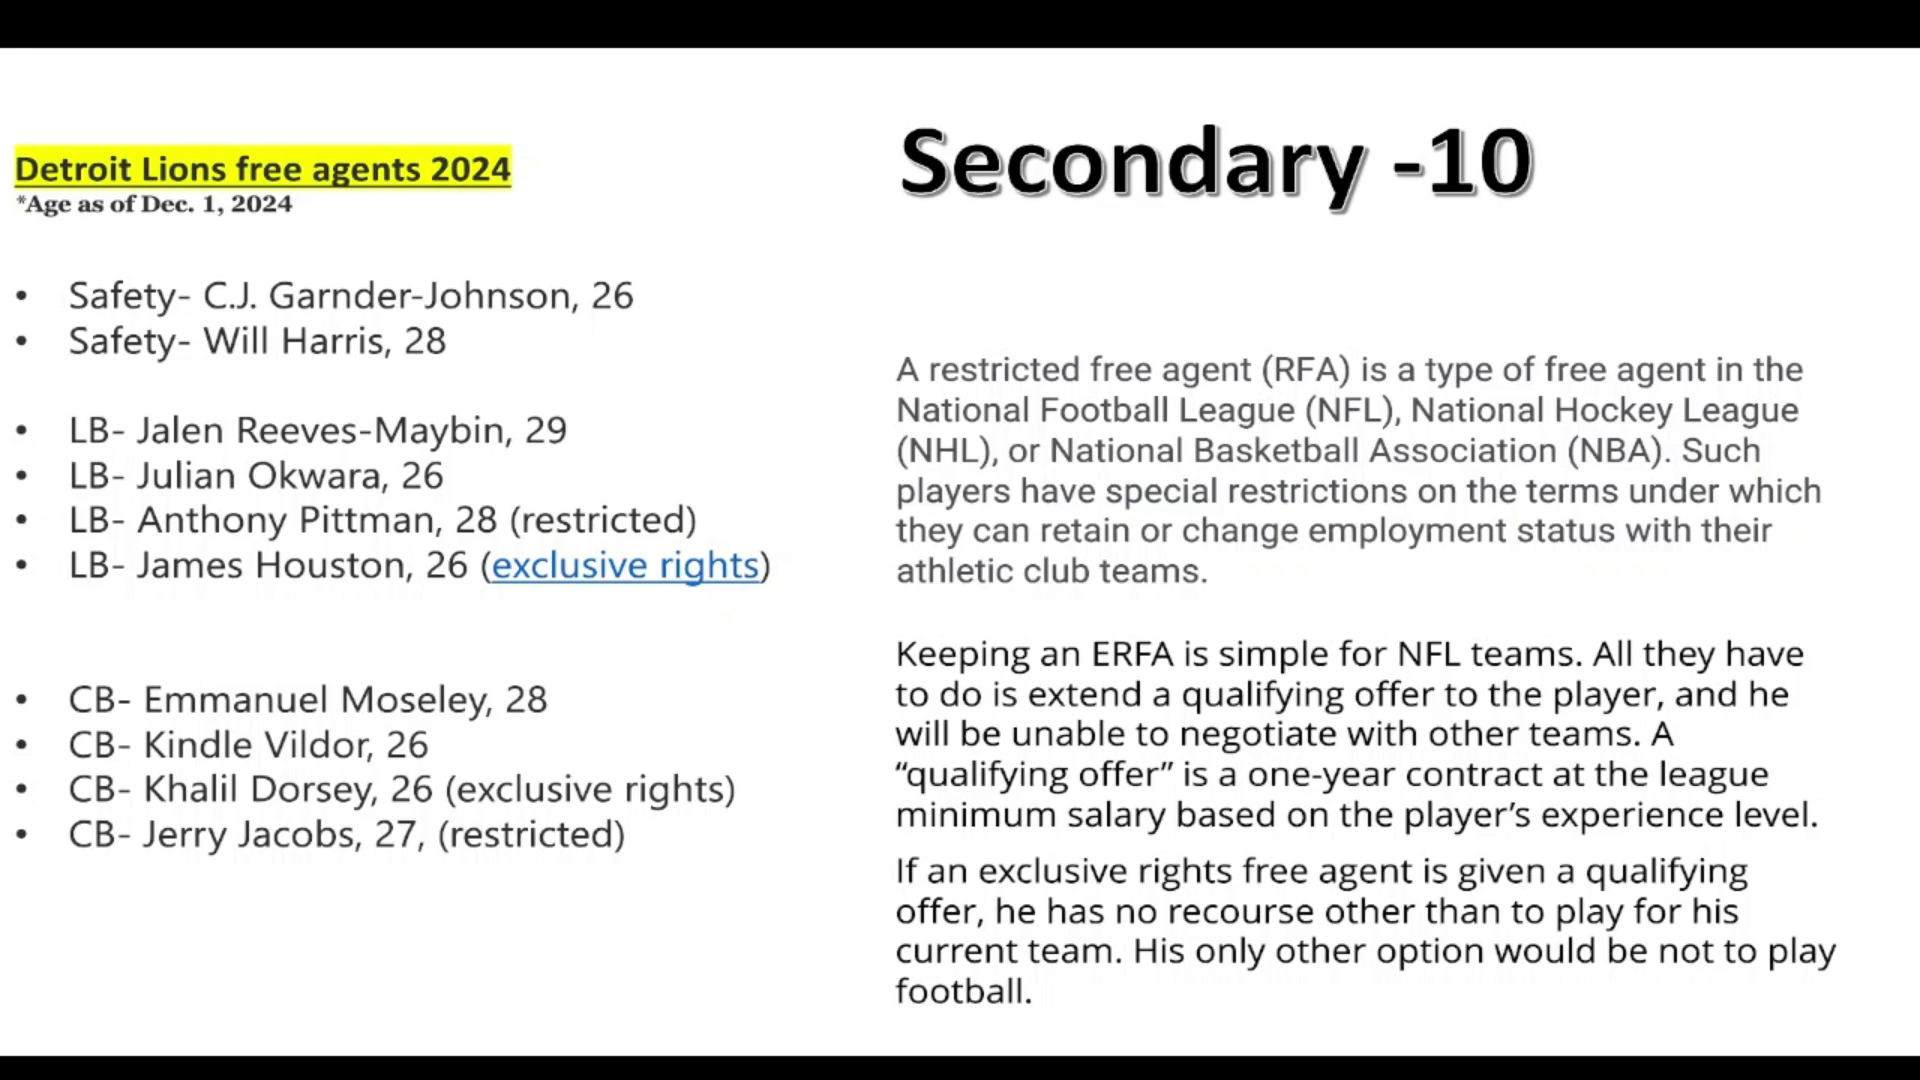 Detroit Lions free agents 2024
*Age as of Dec. 1, 2024
• Safety- C.J. Garnder-Johnson, 26
• Safety- Will Harris, 28
• LB- Jalen Reeves-Maybin, 29
• LB- Julian Okwara, 26
• LB- Anthony Pittman, 28 (restricted)
• LB- James Houston, 26 (exclusive rights)
• CB- Emmanuel Moseley, 28
• CB- Kindle Vildor, 26
• CB- Khalil Dorsey, 26 (exclusive rights)
• CB- Jerry Jacobs, 27, (restricted)
Secondary -10
A restricted free agent (RFA) is a type of free agent in the
National Football League (NFL), National Hockey League
(NHL), or National Basketball Association (NBA). Such
players have special restrictions on the terms under which
they can retain or change employment status with their
athletic club teams.
Keeping an ERFA is simple for NFL teams. All they have
to do is extend a qualifying offer to the player, and he
will be unable to negotiate with other teams. A
“qualifying offer” is a one-year contract at the league
minimum salary based on the player’s experience level.
If an exclusive rights free agent is given a qualifying
offer, he has no recourse other than to play for his
current team. His only other option would be not to play
football.